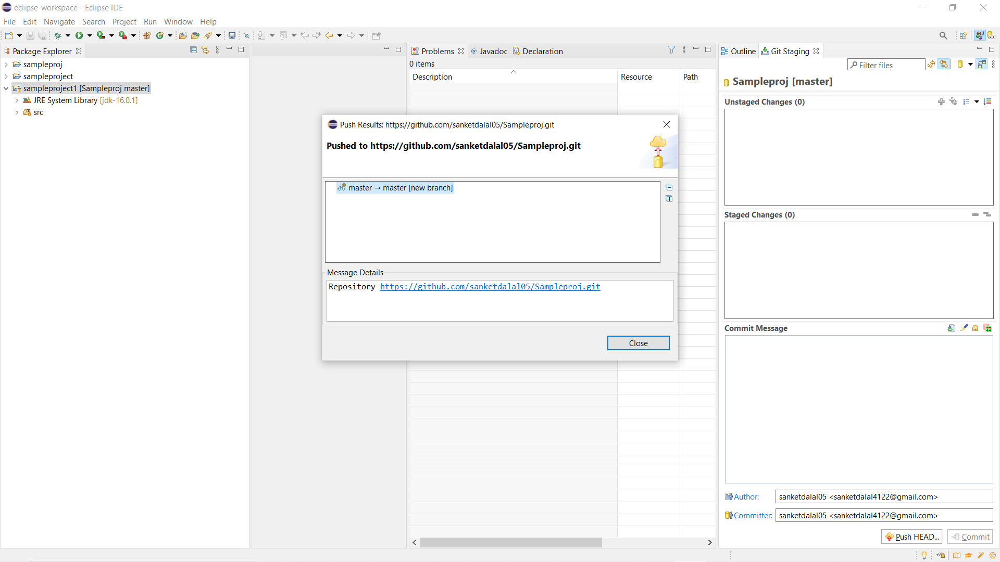 eclipse-workspace - Eclipse IDE
File Edit Navigate Search Project Run Window Help
Package Explorer
sampleproj
sampleproject
sampleproject1 [Sampleproj master]
JRE System Library [jdk-16.0.1]
src
Problems @ Javadoc Declaration
0 items
Description Resource Path
Push Results: https://github.com/sanketdalal05/Sampleproj.git
Pushed to https://github.com/sanketdalal05/Sampleproj.git
master → master [new branch]
Message Details
Repository https://github.com/sanketdalal05/Sampleproj.git
Close
Outline Git Staging
Filter files
Sampleproj [master]
Unstaged Changes (0)
Staged Changes (0)
Commit Message
Author: sanketdalal05 <sanketdalal4122@gmail.com>
Committer: sanketdalal05 <sanketdalal4122@gmail.com>
Push HEAD... Commit